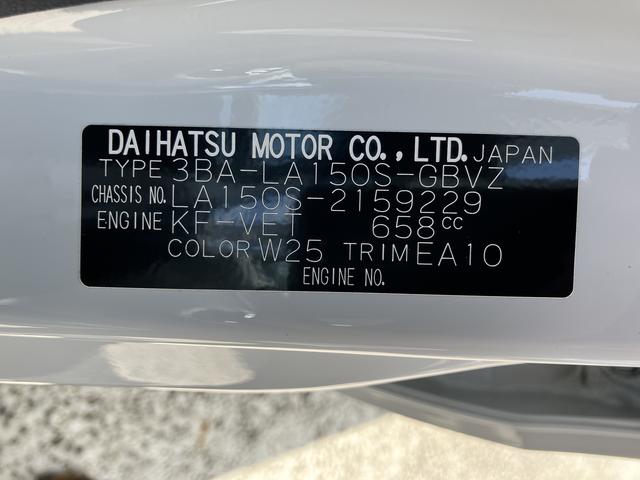 DAIHATSU MOTOR CO., LTD. JAPAN
TYPE 3BA-LA150S-GBVZ
CHASSIS NO. LA150S-2159229
ENGINE KF-VET 658cc
COLOR W25 TRIM EA10
ENGINE NO.